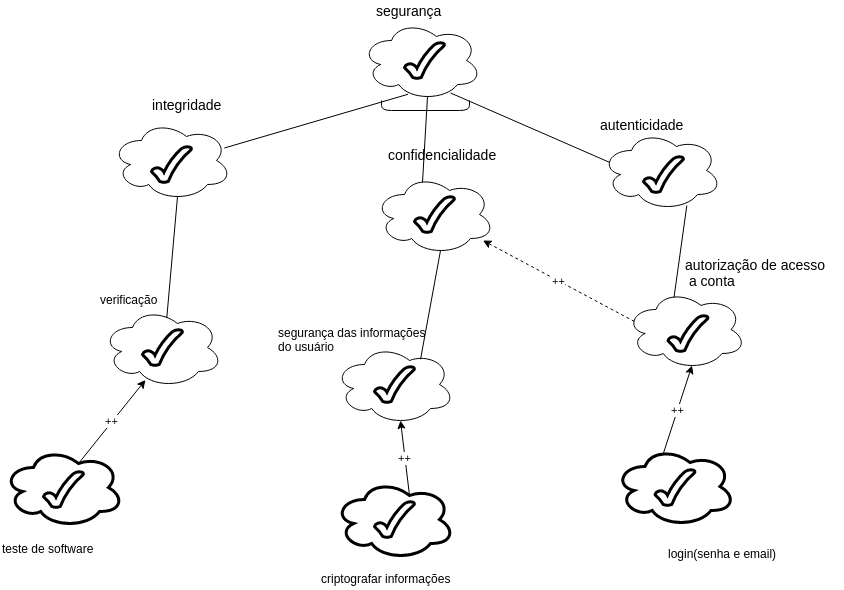 segurança
integridade
autenticidade
confidencialidade
autorização de acesso
a conta
++
verificação
segurança das informações
do usuário
++
++
++
teste de software
login(senha e email)
criptografar informações